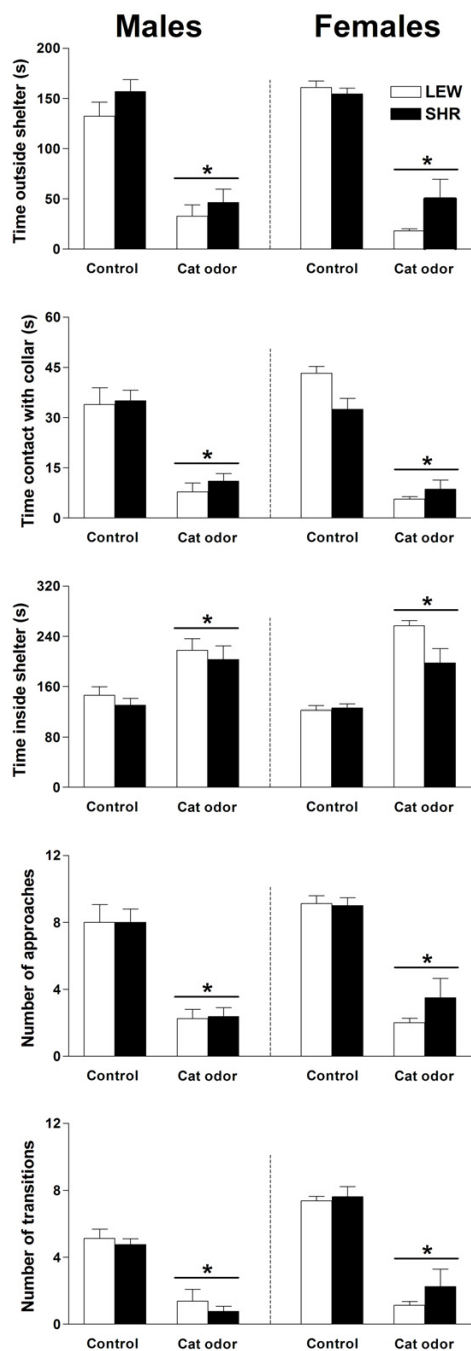 Males Females
Time outside shelter (s)
200
150
100
50
0
LEW
SHR
*
*
Control Cat odor Control Cat odor
Time contact with collar (s)
60
45
30
15
0
*
*
Control Cat odor Control Cat odor
Time inside shelter (s)
320
240
160
80
0
*
*
Control Cat odor Control Cat odor
Number of approaches
12
8
4
0
*
*
Control Cat odor Control Cat odor
Number of transitions
12
8
4
0
*
*
Control Cat odor Control Cat odor